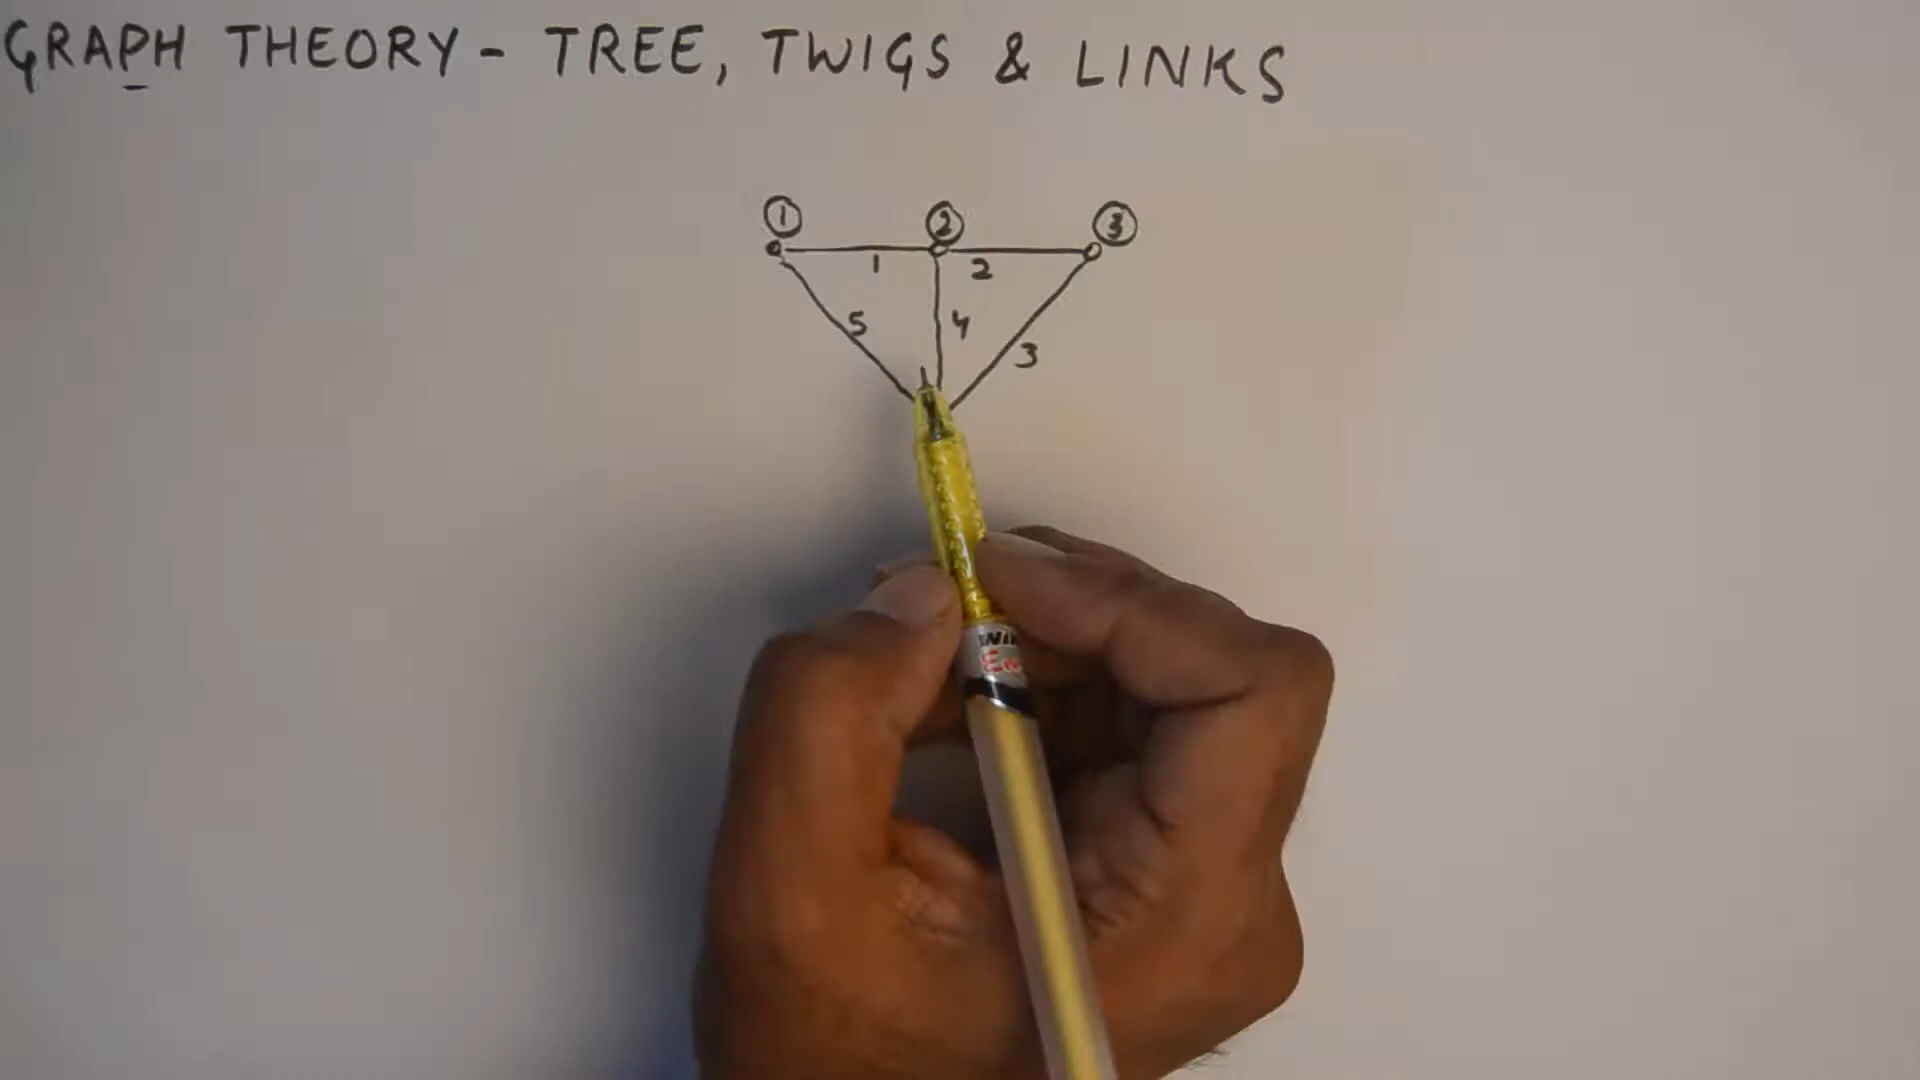 GRAPH THEORY - TREE, TWIGS & LINKS
① ② ③
1 2
5 4
3